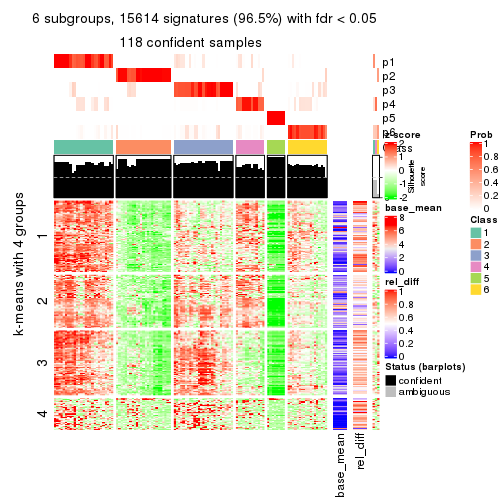 6 subgroups, 15614 signatures (96.5%) with fdr < 0.05
118 confident samples
p1
p2
p3
p4
p5
p6
z-score
2
1
0
-1
-2
Class
Silhouette
score
Prob
1
0.8
0.6
0.4
0.2
0
base_mean
8
6
4
2
0
Class
1
2
3
4
5
6
rel_diff
1
0.8
0.6
0.4
0.2
0
Status (barplots)
confident
ambiguous
k-means with 4 groups
1
2
3
4
base_mean
rel_diff